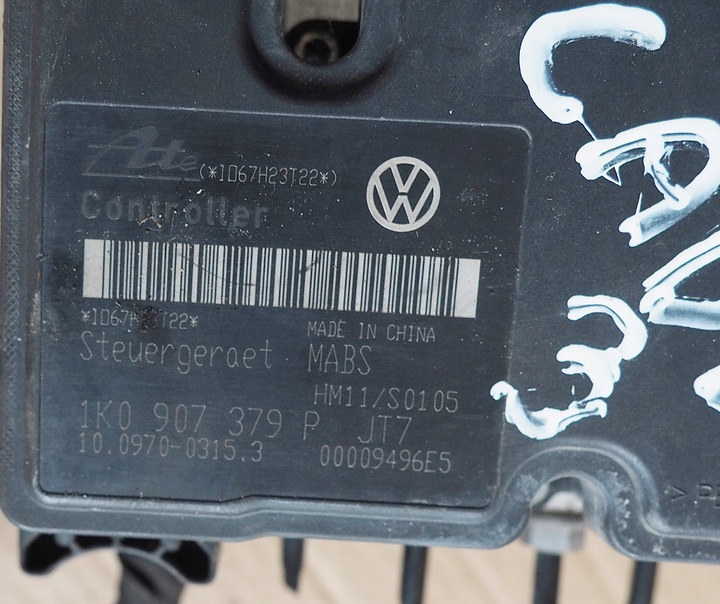 Ate (*1D67H23T22*)
Controller
*1D67H23T22*
MADE IN CHINA
Steuergeraet MABS
HM11/S0105
1K0 907 379 P JT7
10.0970-0315.3 00009496E5